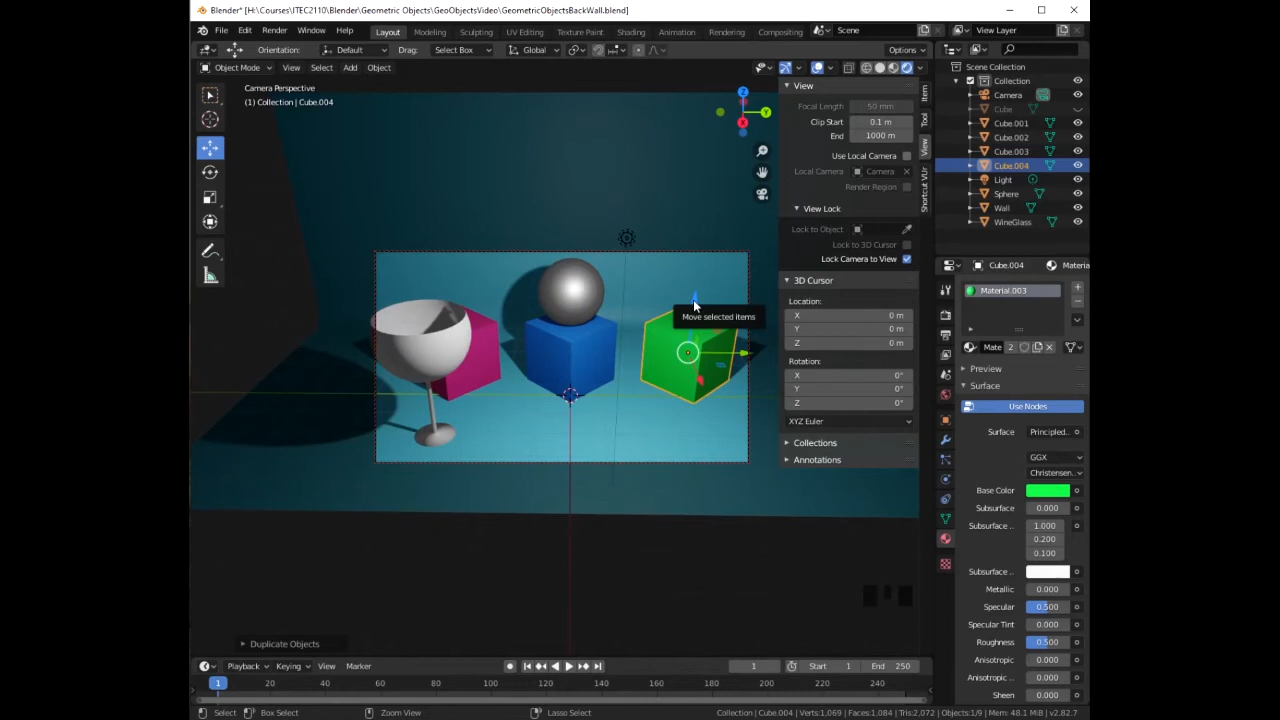 Blender* [H:\Courses\ITEC2110\Blender\Geometric Objects\GeoObjectsVideo\GeometricObjectsBackWall.blend]
File Edit Render Window Help Layout Modeling Sculpting UV Editing Texture Paint Shading Animation Rendering Compositing Scene View Layer
Orientation: Default Drag: Select Box Global Options
Object Mode View Select Add Object
Camera Perspective
(1) Collection | Cube.004
Z
Y
X
Move selected items
Duplicate Objects
View
Focal Length 50 mm
Clip Start 0.1 m
End 1000 m
Use Local Camera
Local Camera Camera
Render Region
View Lock
Lock to Object
Lock to 3D Cursor
Lock Camera to View
3D Cursor
Location:
X 0 m
Y 0 m
Z 0 m
Rotation:
X 0°
Y 0°
Z 0°
XYZ Euler
Collections
Annotations
Item
Tool
View
Shortcut VUr
Scene Collection
Collection
Camera
Cube
Cube.001
Cube.002
Cube.003
Cube.004
Light
Sphere
Wall
WineGlass
Cube.004 Materia
Material.003
Mate 2
Preview
Surface
Use Nodes
Surface Principled..
GGX
Christensen..
Base Color
Subsurface 0.000
Subsurface .. 1.000
0.200
0.100
Subsurface ..
Metallic 0.000
Specular 0.500
Specular Tint 0.000
Roughness 0.500
Anisotropic 0.000
Anisotropic .. 0.000
Sheen 0.000
Playback Keying View Marker 1 Start 1 End 250
1 20 40 60 80 100 120 140 160 180 200 220 240
Select Box Select Zoom View Lasso Select Collection | Cube.004 | Verts:1,069 | Faces:1,084 | Tris:2,072 | Objects:1/9 | Mem: 48.1 MiB | v2.82.7